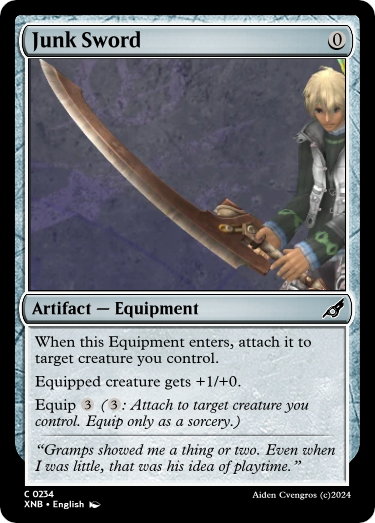 Junk Sword 0
Artifact — Equipment
When this Equipment enters, attach it to
target creature you control.
Equipped creature gets +1/+0.
Equip 3 (3: Attach to target creature you
control. Equip only as a sorcery.)
“Gramps showed me a thing or two. Even when
I was little, that was his idea of playtime.”
C 0234
XNB • English Aiden Cvengros (c)2024